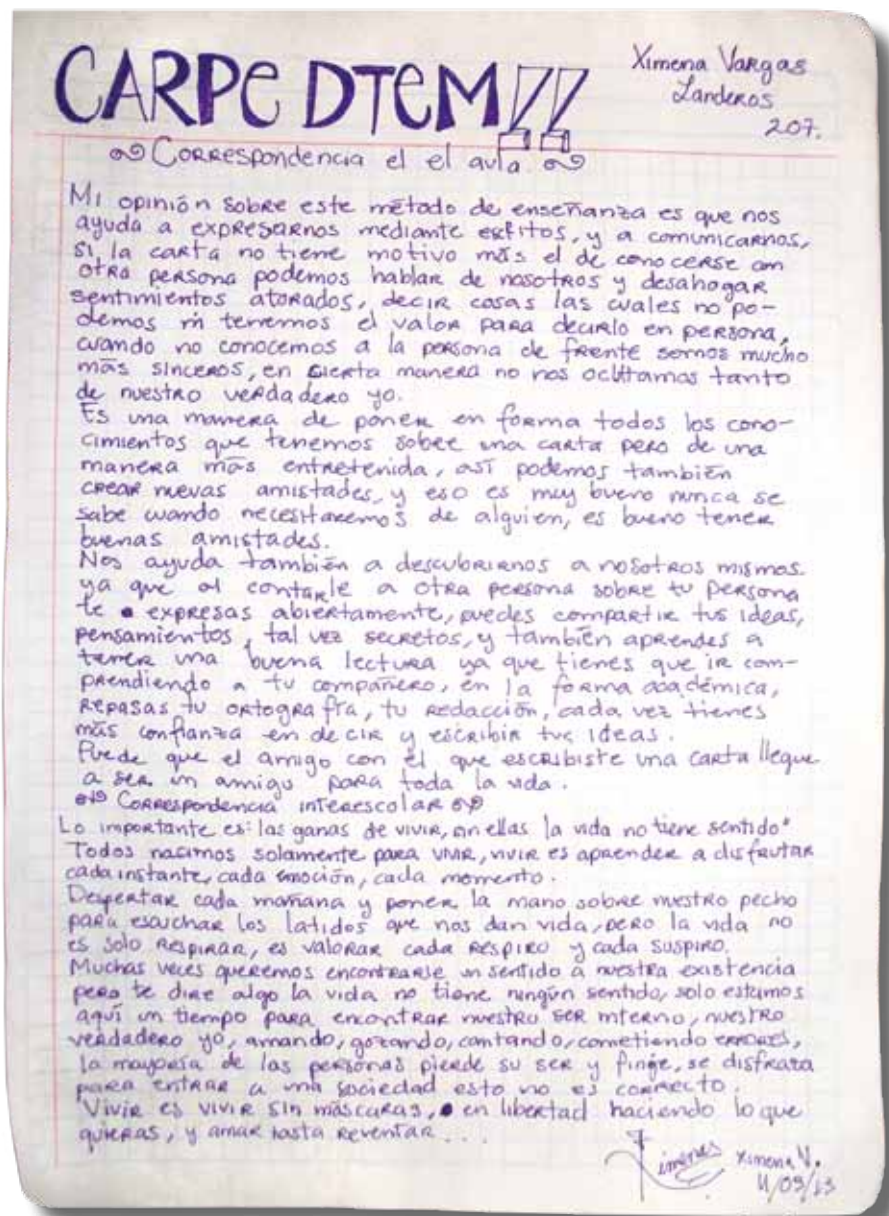 CARPE DIEM!!
Ximena Vargas
Landeros
207.
Correspondencia el el aula
Mi opinión sobre este método de enseñanza es que nos
ayuda a expresarnos mediante esfitos, y a comunicarnos,
si la carta no tiene motivo más el de conocerse con
otra persona podemos hablar de nosotros y desahogar
sentimientos atorados, decir cosas las cuales no po-
demos ni tenemos el valor para decirlo en persona,
cuando no conocemos a la persona de frente somos mucho
más sinceros, en cierta manera no nos ocultamos tanto
de nuestro verdadero yo.
Es una manera de poner en forma todos los cono-
cimientos que tenemos sobre una carta pero de una
manera más entretenida, así podemos también
crear nuevas amistades, y eso es muy bueno nunca se
sabe cuando necesitaremos de alguien, es bueno tener
buenas amistades.
Nos ayuda también a descubrirnos a nosotros mismos.
ya que al contarle a otra persona sobre tu persona
te expresas abiertamente, puedes compartir tus ideas,
pensamientos, tal vez secretos, y también aprendes a
tener una buena lectura ya que tienes que ir com-
prendiendo a tu compañero, en la forma académica,
repasas tu ortografía, tu redacción, cada vez tienes
más confianza en decir y escribir tus ideas.
Puede que el amigo con el que escribiste una carta llegue
a ser un amigo para toda la vida.
Correspondencia interescolar
Lo importante es: las ganas de vivir, sin ellas la vida no tiene sentido"
Todos nacimos solamente para vivir, vivir es aprender a disfrutar
cada instante, cada emoción, cada momento.
Despertar cada mañana y poner la mano sobre nuestro pecho
para escuchar los latidos que nos dan vida, pero la vida no
es solo respirar, es valorar cada respiro y cada suspiro.
Muchas veces queremos encontrarle un sentido a nuestra existencia
pero te dire algo la vida no tiene ningún sentido, solo estamos
aquí un tiempo para encontrar nuestro ser interno, nuestro
verdadero yo, amando, gozando, cantando, cometiendo errores,
la mayoría de las personas pierde su ser y finje, se disfraza
para entrar a una sociedad esto no es correcto.
Vivir es vivir sin máscaras, en libertad haciendo lo que
quieras, y amar hasta reventar...
Ximena V.
11/03/13